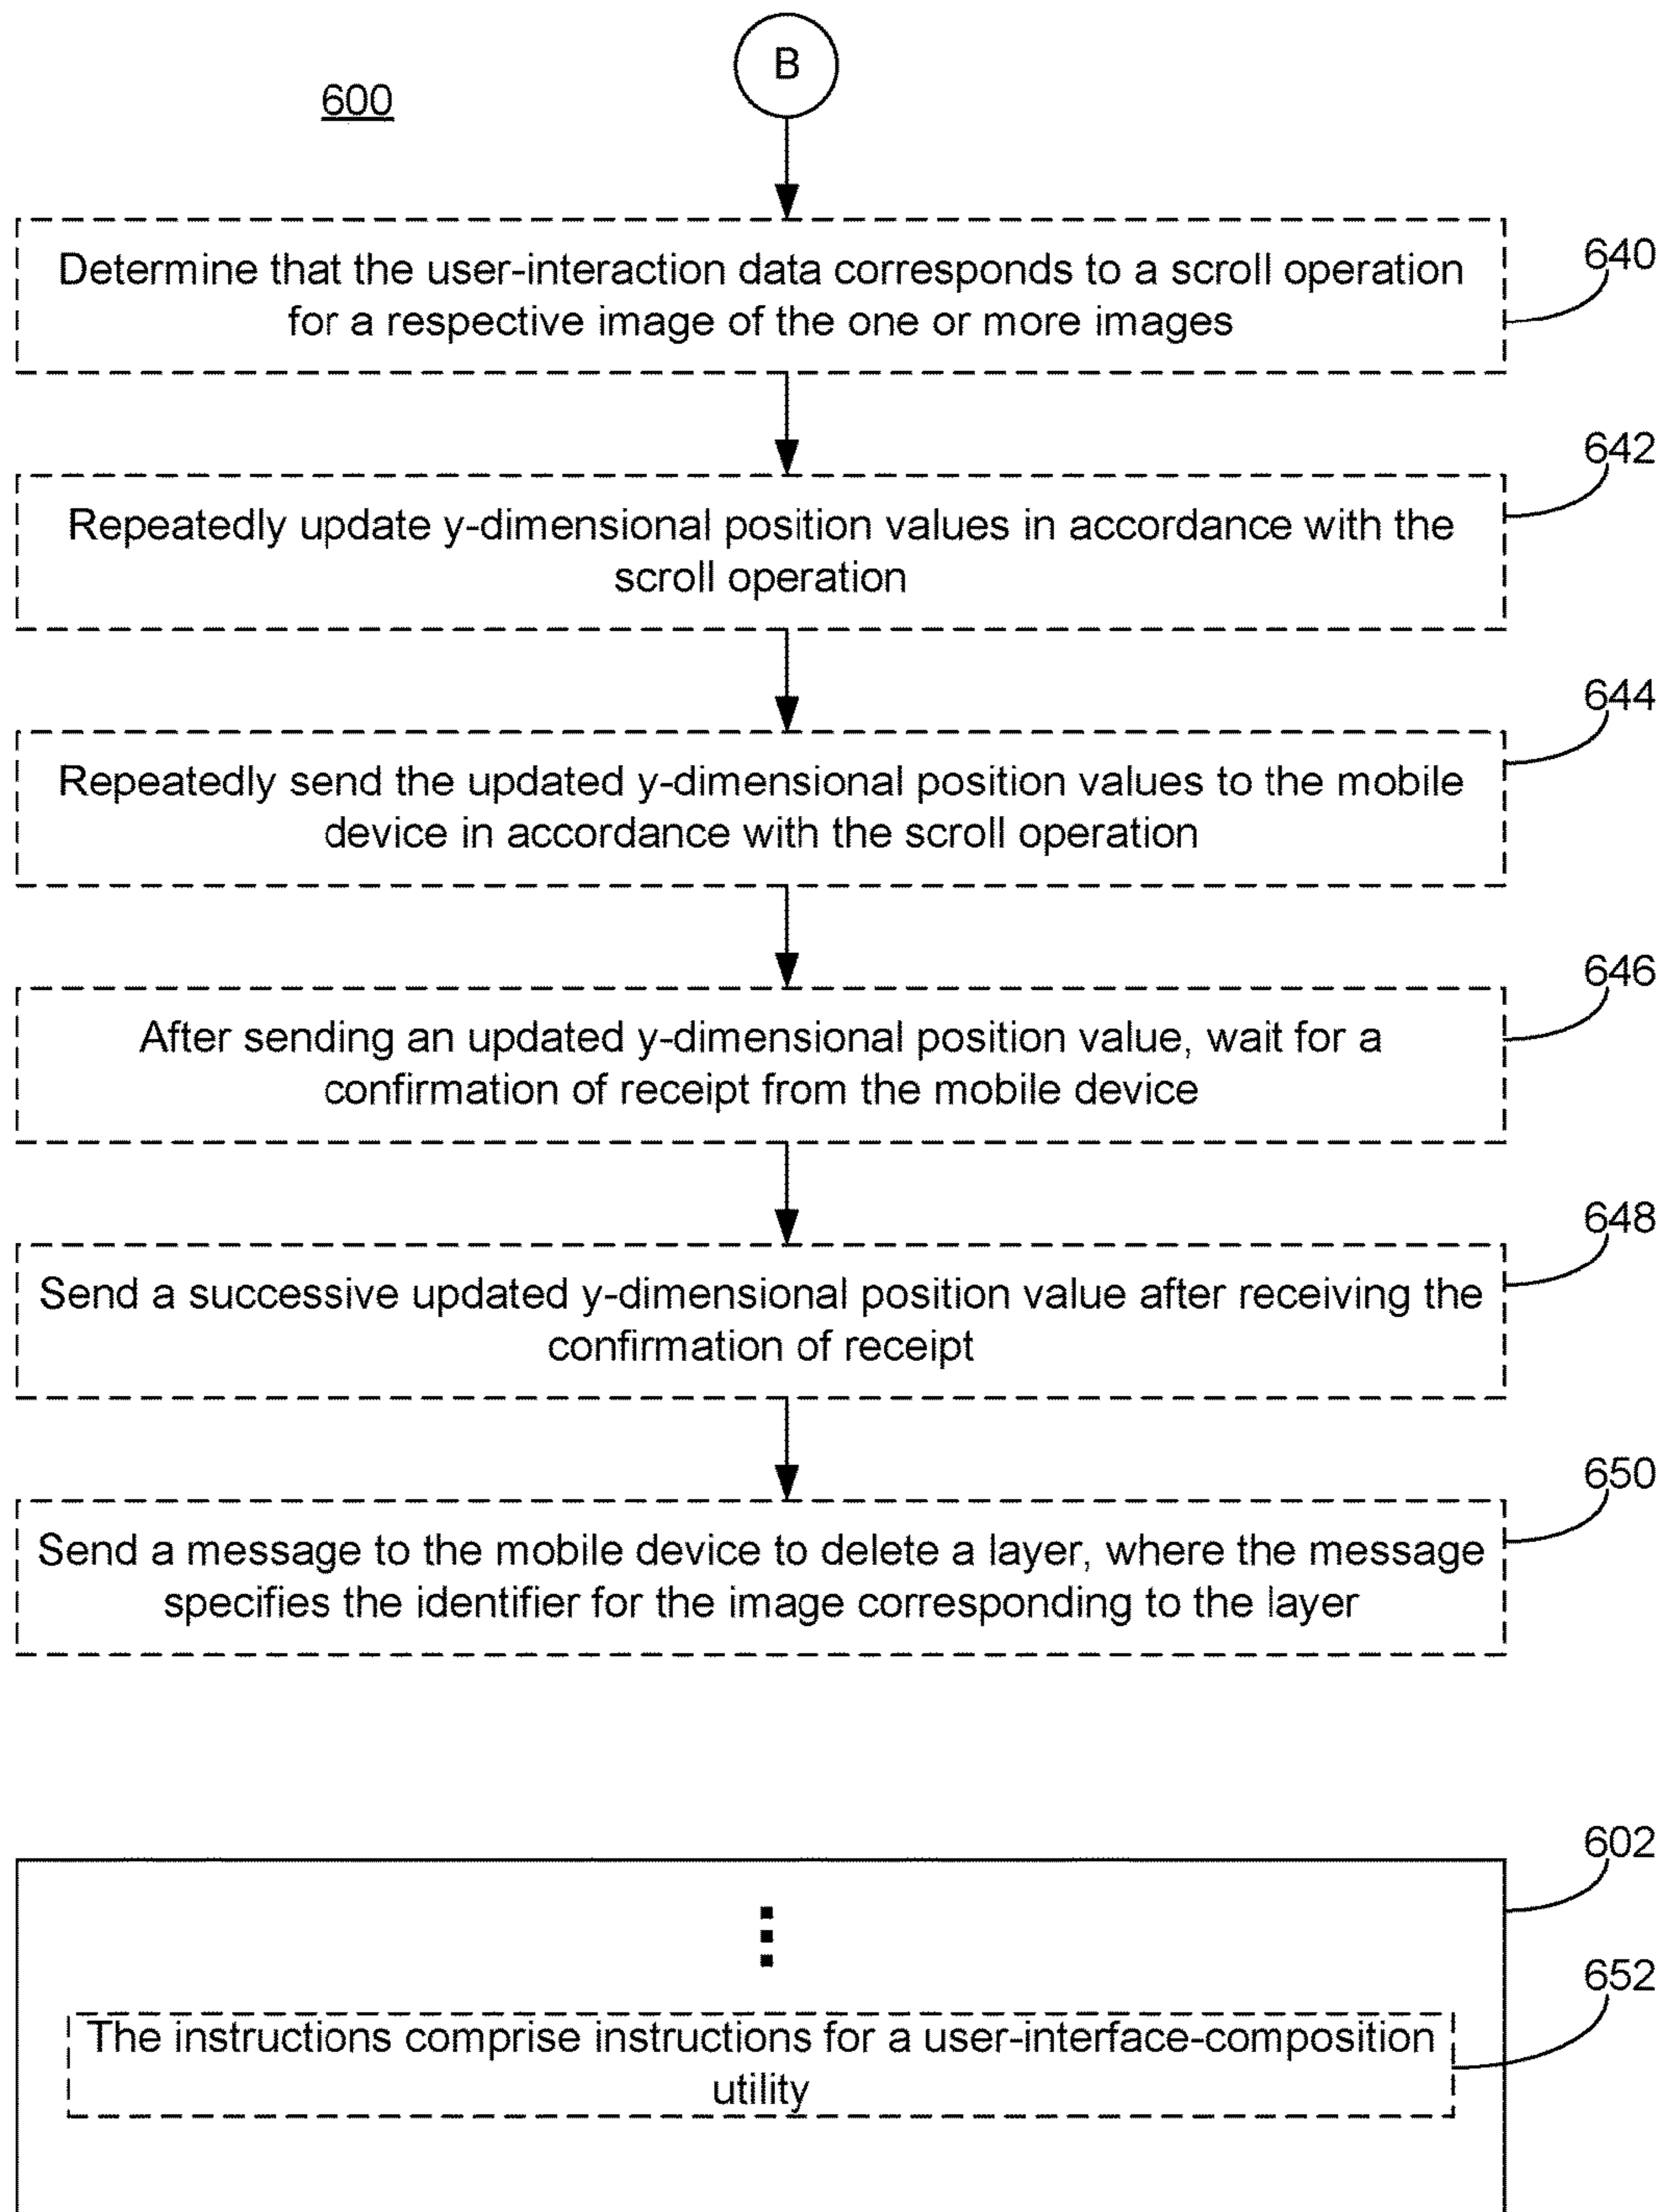 B
600
Determine that the user-interaction data corresponds to a scroll operation
for a respective image of the one or more images
640
Repeatedly update y-dimensional position values in accordance with the
scroll operation
642
Repeatedly send the updated y-dimensional position values to the mobile
device in accordance with the scroll operation
644
After sending an updated y-dimensional position value, wait for a
confirmation of receipt from the mobile device
646
Send a successive updated y-dimensional position value after receiving the
confirmation of receipt
648
Send a message to the mobile device to delete a layer, where the message
specifies the identifier for the image corresponding to the layer
650
602
The instructions comprise instructions for a user-interface-composition
utility
652